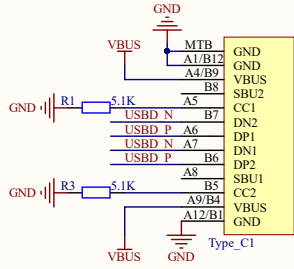 GND
VBUS
MTB GND
A1/B12 GND
A4/B9 VBUS
B8 SBU2
GND R1 5.1K A5 CC1
USBD_N B7 DN2
USBD_P A6 DP1
USBD_N A7 DN1
USBD_P B6 DP2
A8 SBU1
GND R3 5.1K B5 CC2
A9/B4 VBUS
A12/B1 GND
Type_C1
VBUS GND